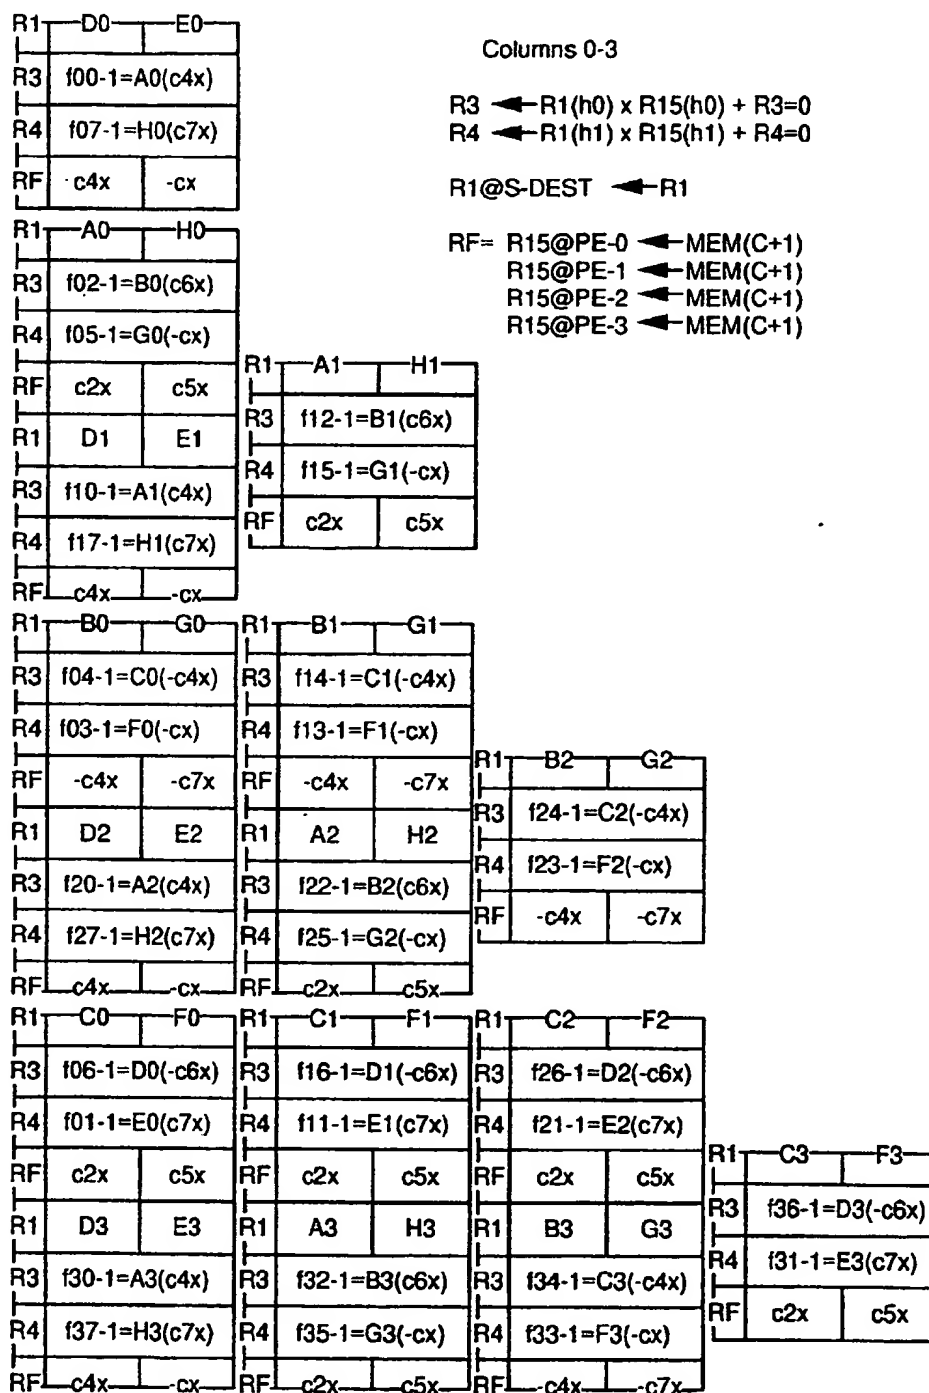 R1 D0 E0
R3 f00-1=A0(c4x)
R4 f07-1=H0(c7x)
RF c4x -cx
Columns 0-3
R3 ◄— R1(h0) x R15(h0) + R3=0
R4 ◄— R1(h1) x R15(h1) + R4=0
R1@S-DEST ◄— R1
RF= R15@PE-0 ◄— MEM(C+1)
R15@PE-1 ◄— MEM(C+1)
R15@PE-2 ◄— MEM(C+1)
R15@PE-3 ◄— MEM(C+1)
R1 A0 H0
R3 f02-1=B0(c6x)
R4 f05-1=G0(-cx)
RF c2x c5x
R1 D1 E1
R3 f10-1=A1(c4x)
R4 f17-1=H1(c7x)
RF c4x -cx
R1 A1 H1
R3 f12-1=B1(c6x)
R4 f15-1=G1(-cx)
RF c2x c5x
R1 B0 G0
R3 f04-1=C0(-c4x)
R4 f03-1=F0(-cx)
RF -c4x -c7x
R1 D2 E2
R3 f20-1=A2(c4x)
R4 f27-1=H2(c7x)
RF c4x -cx
R1 B1 G1
R3 f14-1=C1(-c4x)
R4 f13-1=F1(-cx)
RF -c4x -c7x
R1 A2 H2
R3 f22-1=B2(c6x)
R4 f25-1=G2(-cx)
RF c2x c5x
R1 B2 G2
R3 f24-1=C2(-c4x)
R4 f23-1=F2(-cx)
RF -c4x -c7x
R1 C0 F0
R3 f06-1=D0(-c6x)
R4 f01-1=E0(c7x)
RF c2x c5x
R1 D3 E3
R3 f30-1=A3(c4x)
R4 f37-1=H3(c7x)
RF c4x -cx
R1 C1 F1
R3 f16-1=D1(-c6x)
R4 f11-1=E1(c7x)
RF c2x c5x
R1 A3 H3
R3 f32-1=B3(c6x)
R4 f35-1=G3(-cx)
RF c2x c5x
R1 C2 F2
R3 f26-1=D2(-c6x)
R4 f21-1=E2(c7x)
RF c2x c5x
R1 B3 G3
R3 f34-1=C3(-c4x)
R4 f33-1=F3(-cx)
RF -c4x -c7x
R1 C3 F3
R3 f36-1=D3(-c6x)
R4 f31-1=E3(c7x)
RF c2x c5x